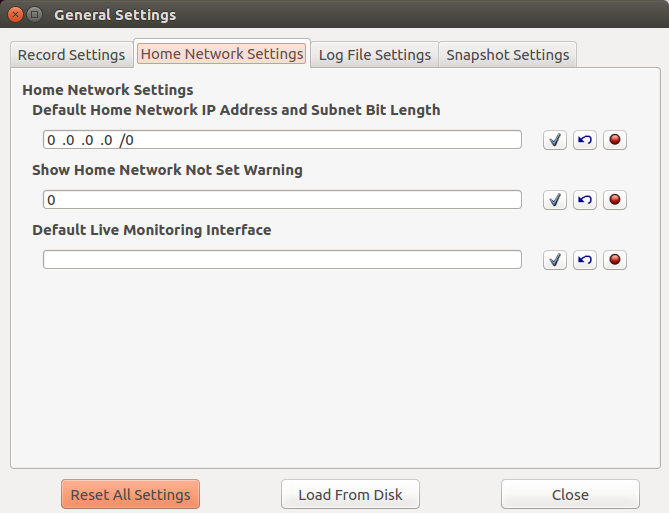 General Settings
Record Settings
Home Network Settings
Log File Settings
Snapshot Settings
Home Network Settings
Default Home Network IP Address and Subnet Bit Length
0 .0 .0 .0 /0
Show Home Network Not Set Warning
0
Default Live Monitoring Interface
Reset All Settings
Load From Disk
Close